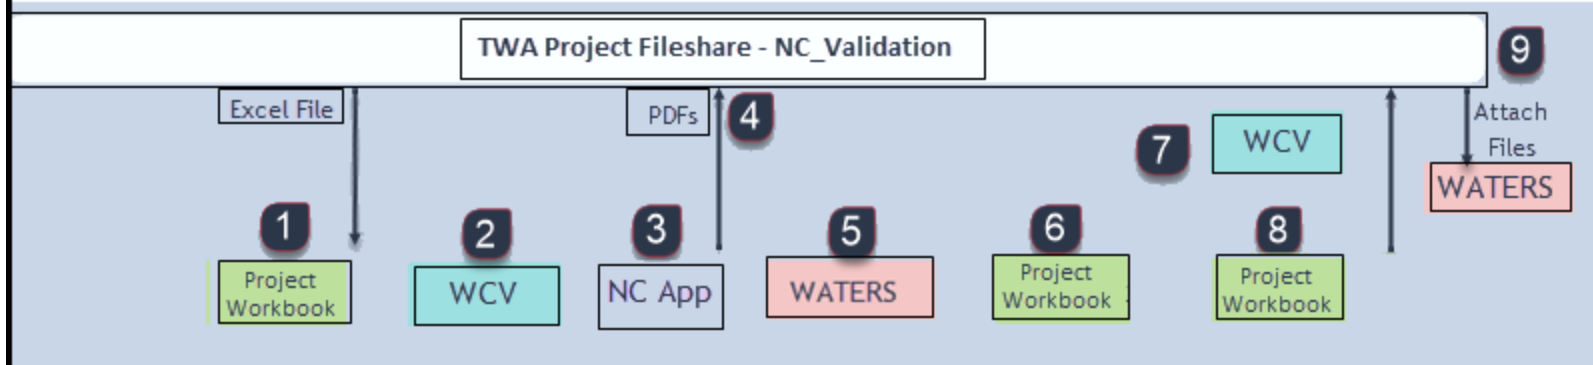 TWA Project Fileshare - NC_Validation
9
Excel File
PDFs
4
7
WCV
Attach
Files
WATERS
1
Project
Workbook
2
WCV
3
NC App
5
WATERS
6
Project
Workbook
8
Project
Workbook